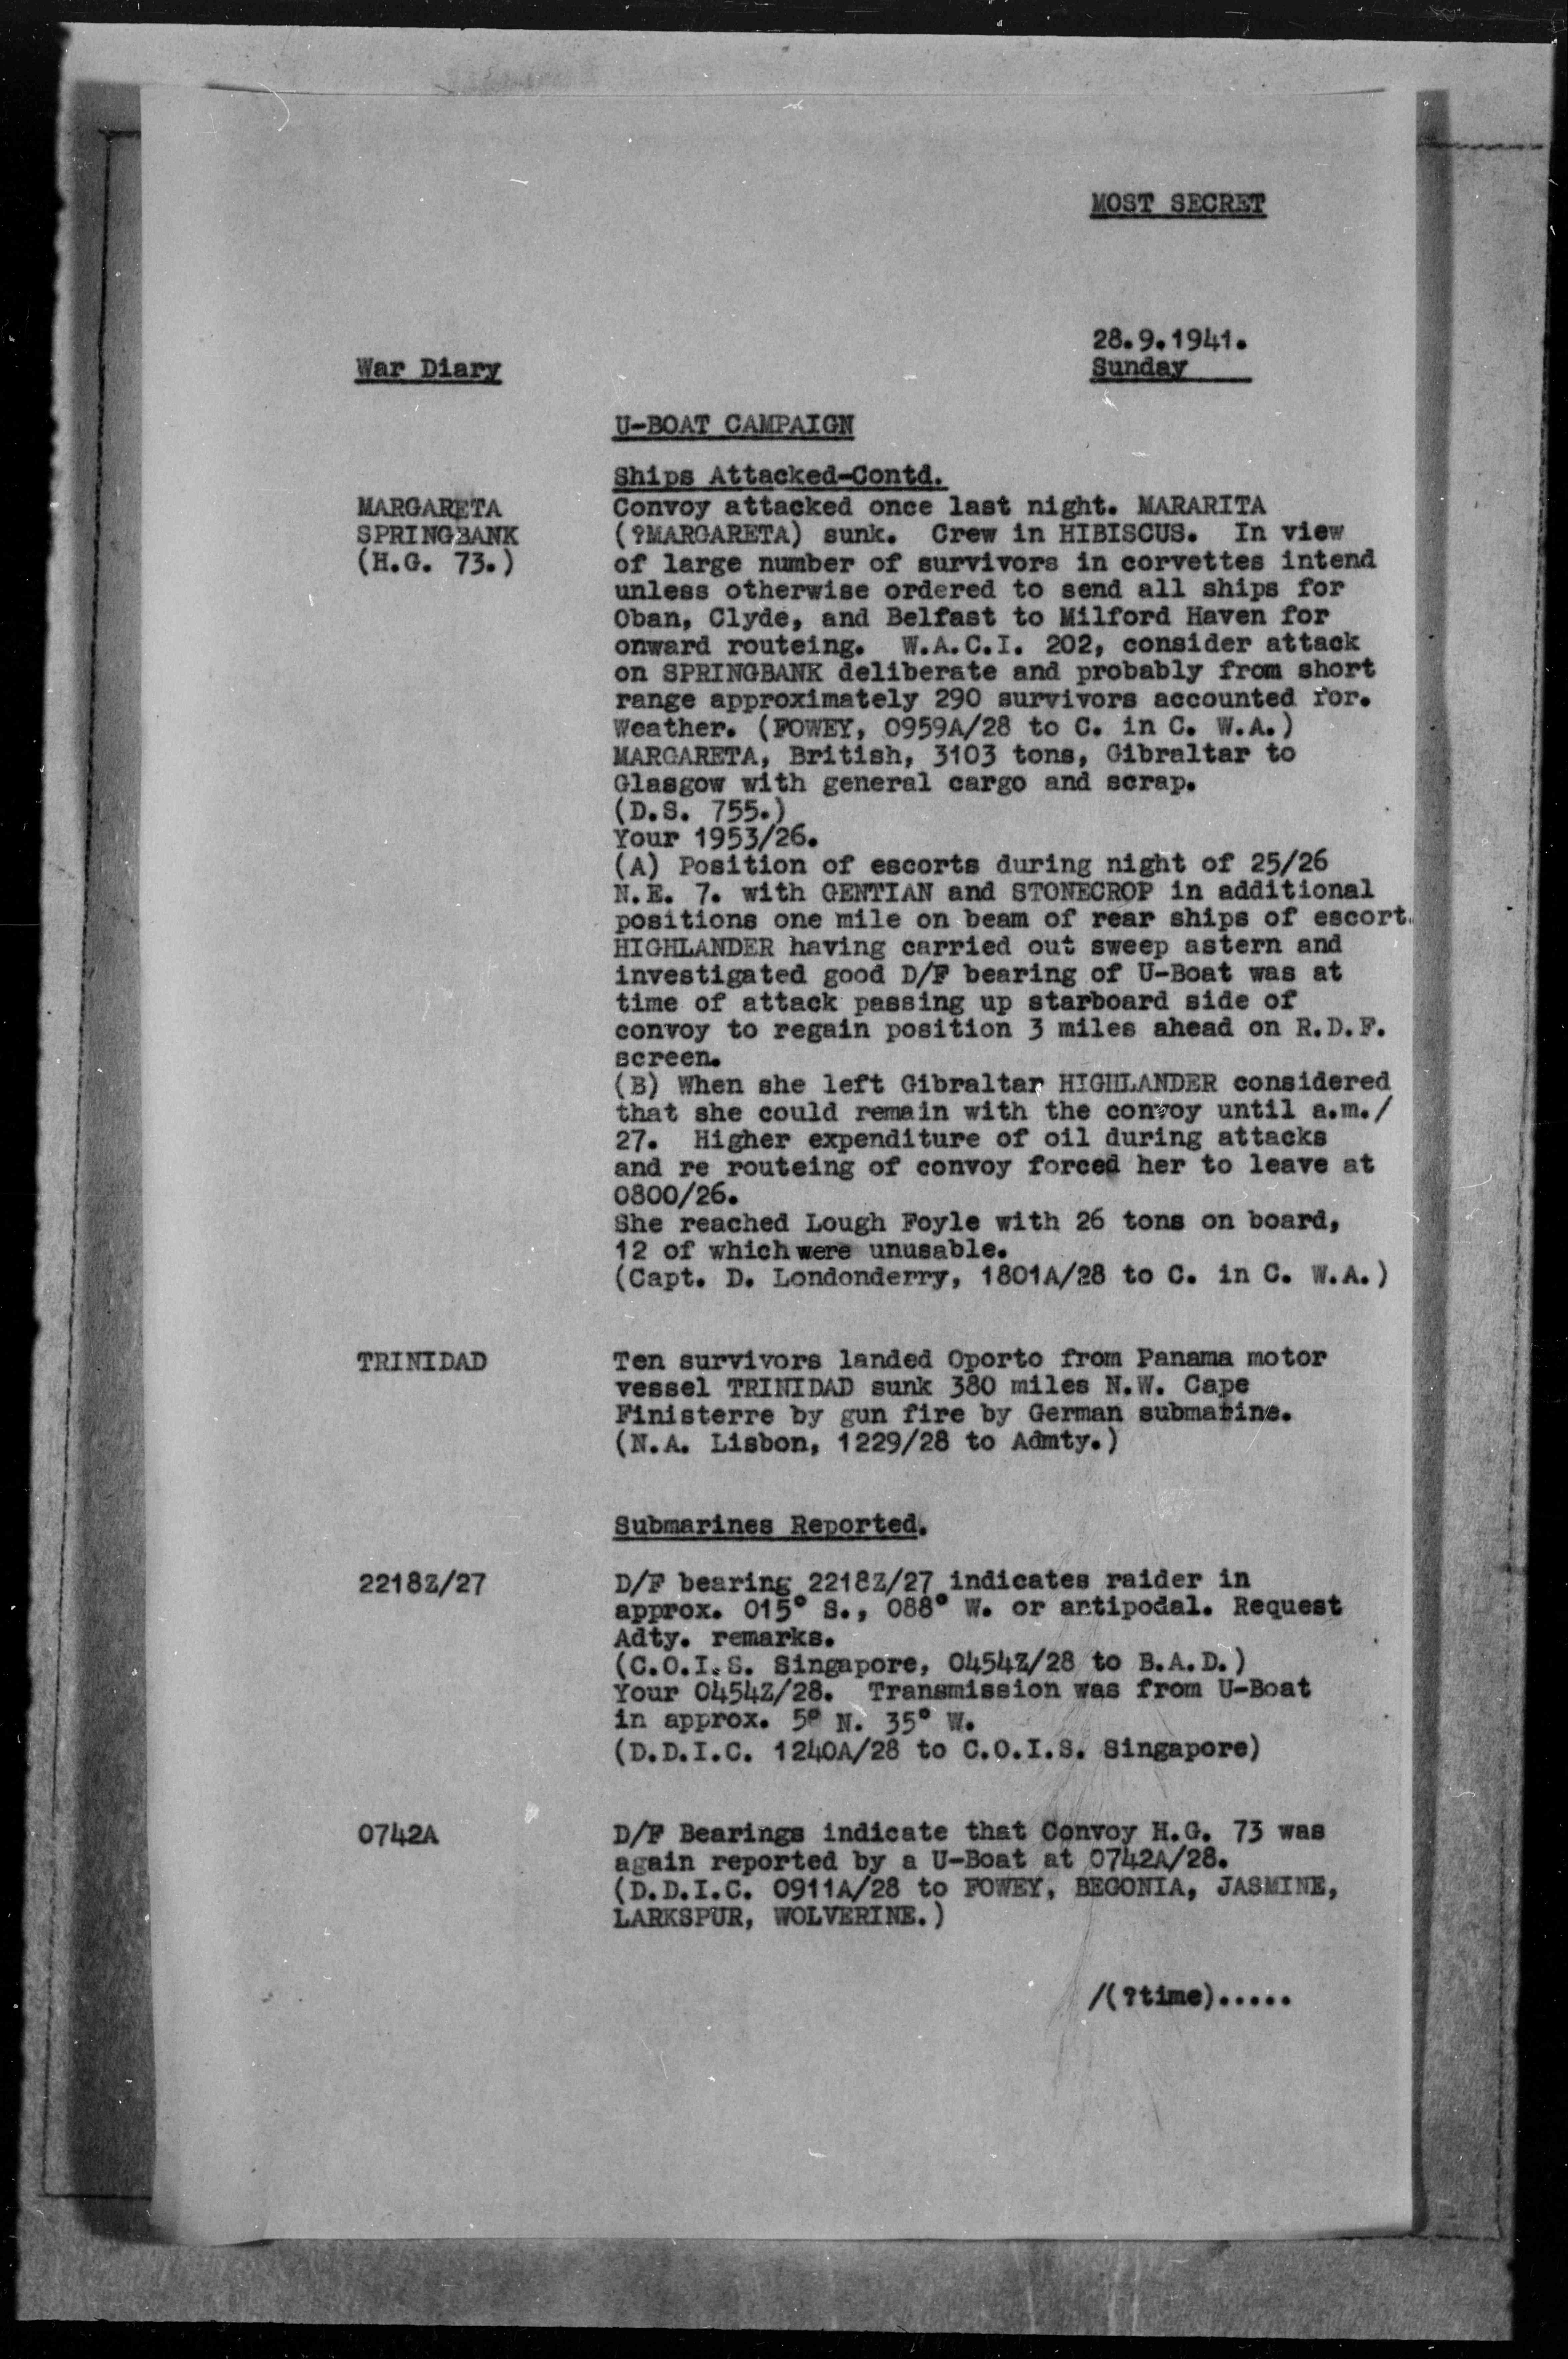 MOST SECRET
28.9.1941.
War Diary
Sunday
U-BOAT CAMPAIGN
Ships Attacked-Contd.
MARGARETA
SPRINGBANK
(H.G. 73.)
Convoy attacked once last night. MARARITA
(?MARGARETA) sunk. Crew in HIBISCUS. In view
of large number of survivors in corvettes intend
unless otherwise ordered to send all ships for
Oban, Clyde, and Belfast to Milford Haven for
onward routeing. W.A.C.I. 202, consider attack
on SPRINGBANK deliberate and probably from short
range approximately 290 survivors accounted for.
Weather. (FOWEY, 0959A/28 to C. in C. W.A.)
MARGARETA, British, 3103 tons, Gibraltar to
Glasgow with general cargo and scrap.
(D.S. 755.)
Your 1953/26.
(A) Position of escorts during night of 25/26
N.E. 7. with GENTIAN and STONECROP in additional
positions one mile on beam of rear ships of escort.
HIGHLANDER having carried out sweep astern and
investigated good D/F bearing of U-Boat was at
time of attack passing up starboard side of
convoy to regain position 3 miles ahead on R.D.F.
screen.
(B) When she left Gibraltar HIGHLANDER considered
that she could remain with the convoy until a.m./
27. Higher expenditure of oil during attacks
and re routeing of convoy forced her to leave at
0800/26.
She reached Lough Foyle with 26 tons on board,
12 of which were unusable.
(Capt. D. Londonderry, 1801A/28 to C. in C. W.A.)
TRINIDAD
Ten survivors landed Oporto from Panama motor
vessel TRINIDAD sunk 380 miles N.W. Cape
Finisterre by gun fire by German submarine.
(N.A. Lisbon, 1229/28 to Admty.)
Submarines Reported.
2218Z/27
D/F bearing 2218Z/27 indicates raider in
approx. 015° S., 088° W. or antipodal. Request
Adty. remarks.
(C.O.I.S. Singapore, 0454Z/28 to B.A.D.)
Your 0454Z/28. Transmission was from U-Boat
in approx. 5° N. 35° W.
(D.D.I.C. 1240A/28 to C.O.I.S. Singapore)
0742A
D/F Bearings indicate that Convoy H.G. 73 was
again reported by a U-Boat at 0742A/28.
(D.D.I.C. 0911A/28 to FOWEY, BEGONIA, JASMINE,
LARKSPUR, WOLVERINE.)
/(?time).....